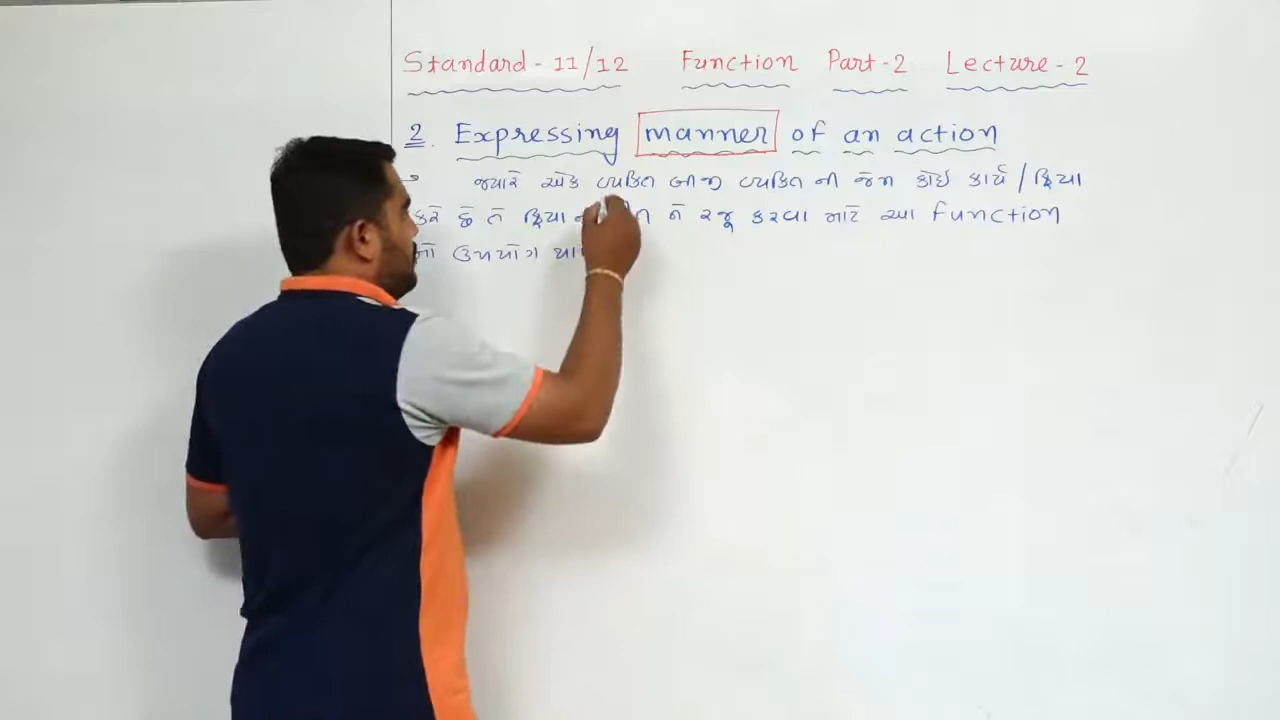 Standard - 11/12 Function Part-2 Lecture - 2
2. Expressing manner of an action
જ્યારે એક વ્યકિત બીજી વ્યકિત ની જેમ કોઇ કાર્ય / ક્રિયા
કરે છે તે ક્રિયા ને રજૂ કરવા માટે આ Function
નો ઉપયોગ